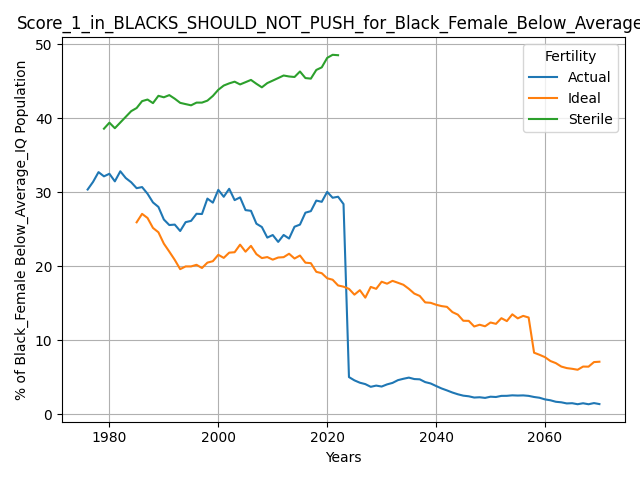 Score_1_in_BLACKS_SHOULD_NOT_PUSH_for_Black_Female_Below_Average
50
40
30
20
10
0
% of Black_Female Below_Average_IQ Population
Fertility
Actual
Ideal
Sterile
1980 2000 2020 2040 2060
Years